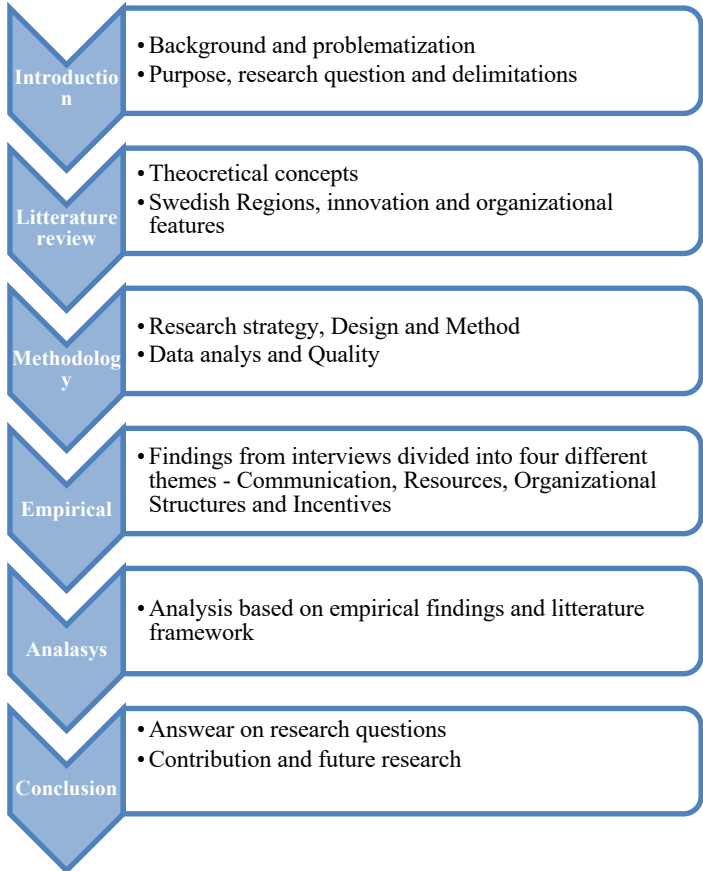 Introductio
n
• Background and problematization
• Purpose, research question and delimitations
Litterature
review
• Theocretical concepts
• Swedish Regions, innovation and organizational
features
Methodolog
y
• Research strategy, Design and Method
• Data analys and Quality
Empirical
• Findings from interviews divided into four different
themes - Communication, Resources, Organizational
Structures and Incentives
Analasys
• Analysis based on empirical findings and litterature
framework
Conclusion
• Answear on research questions
• Contribution and future research